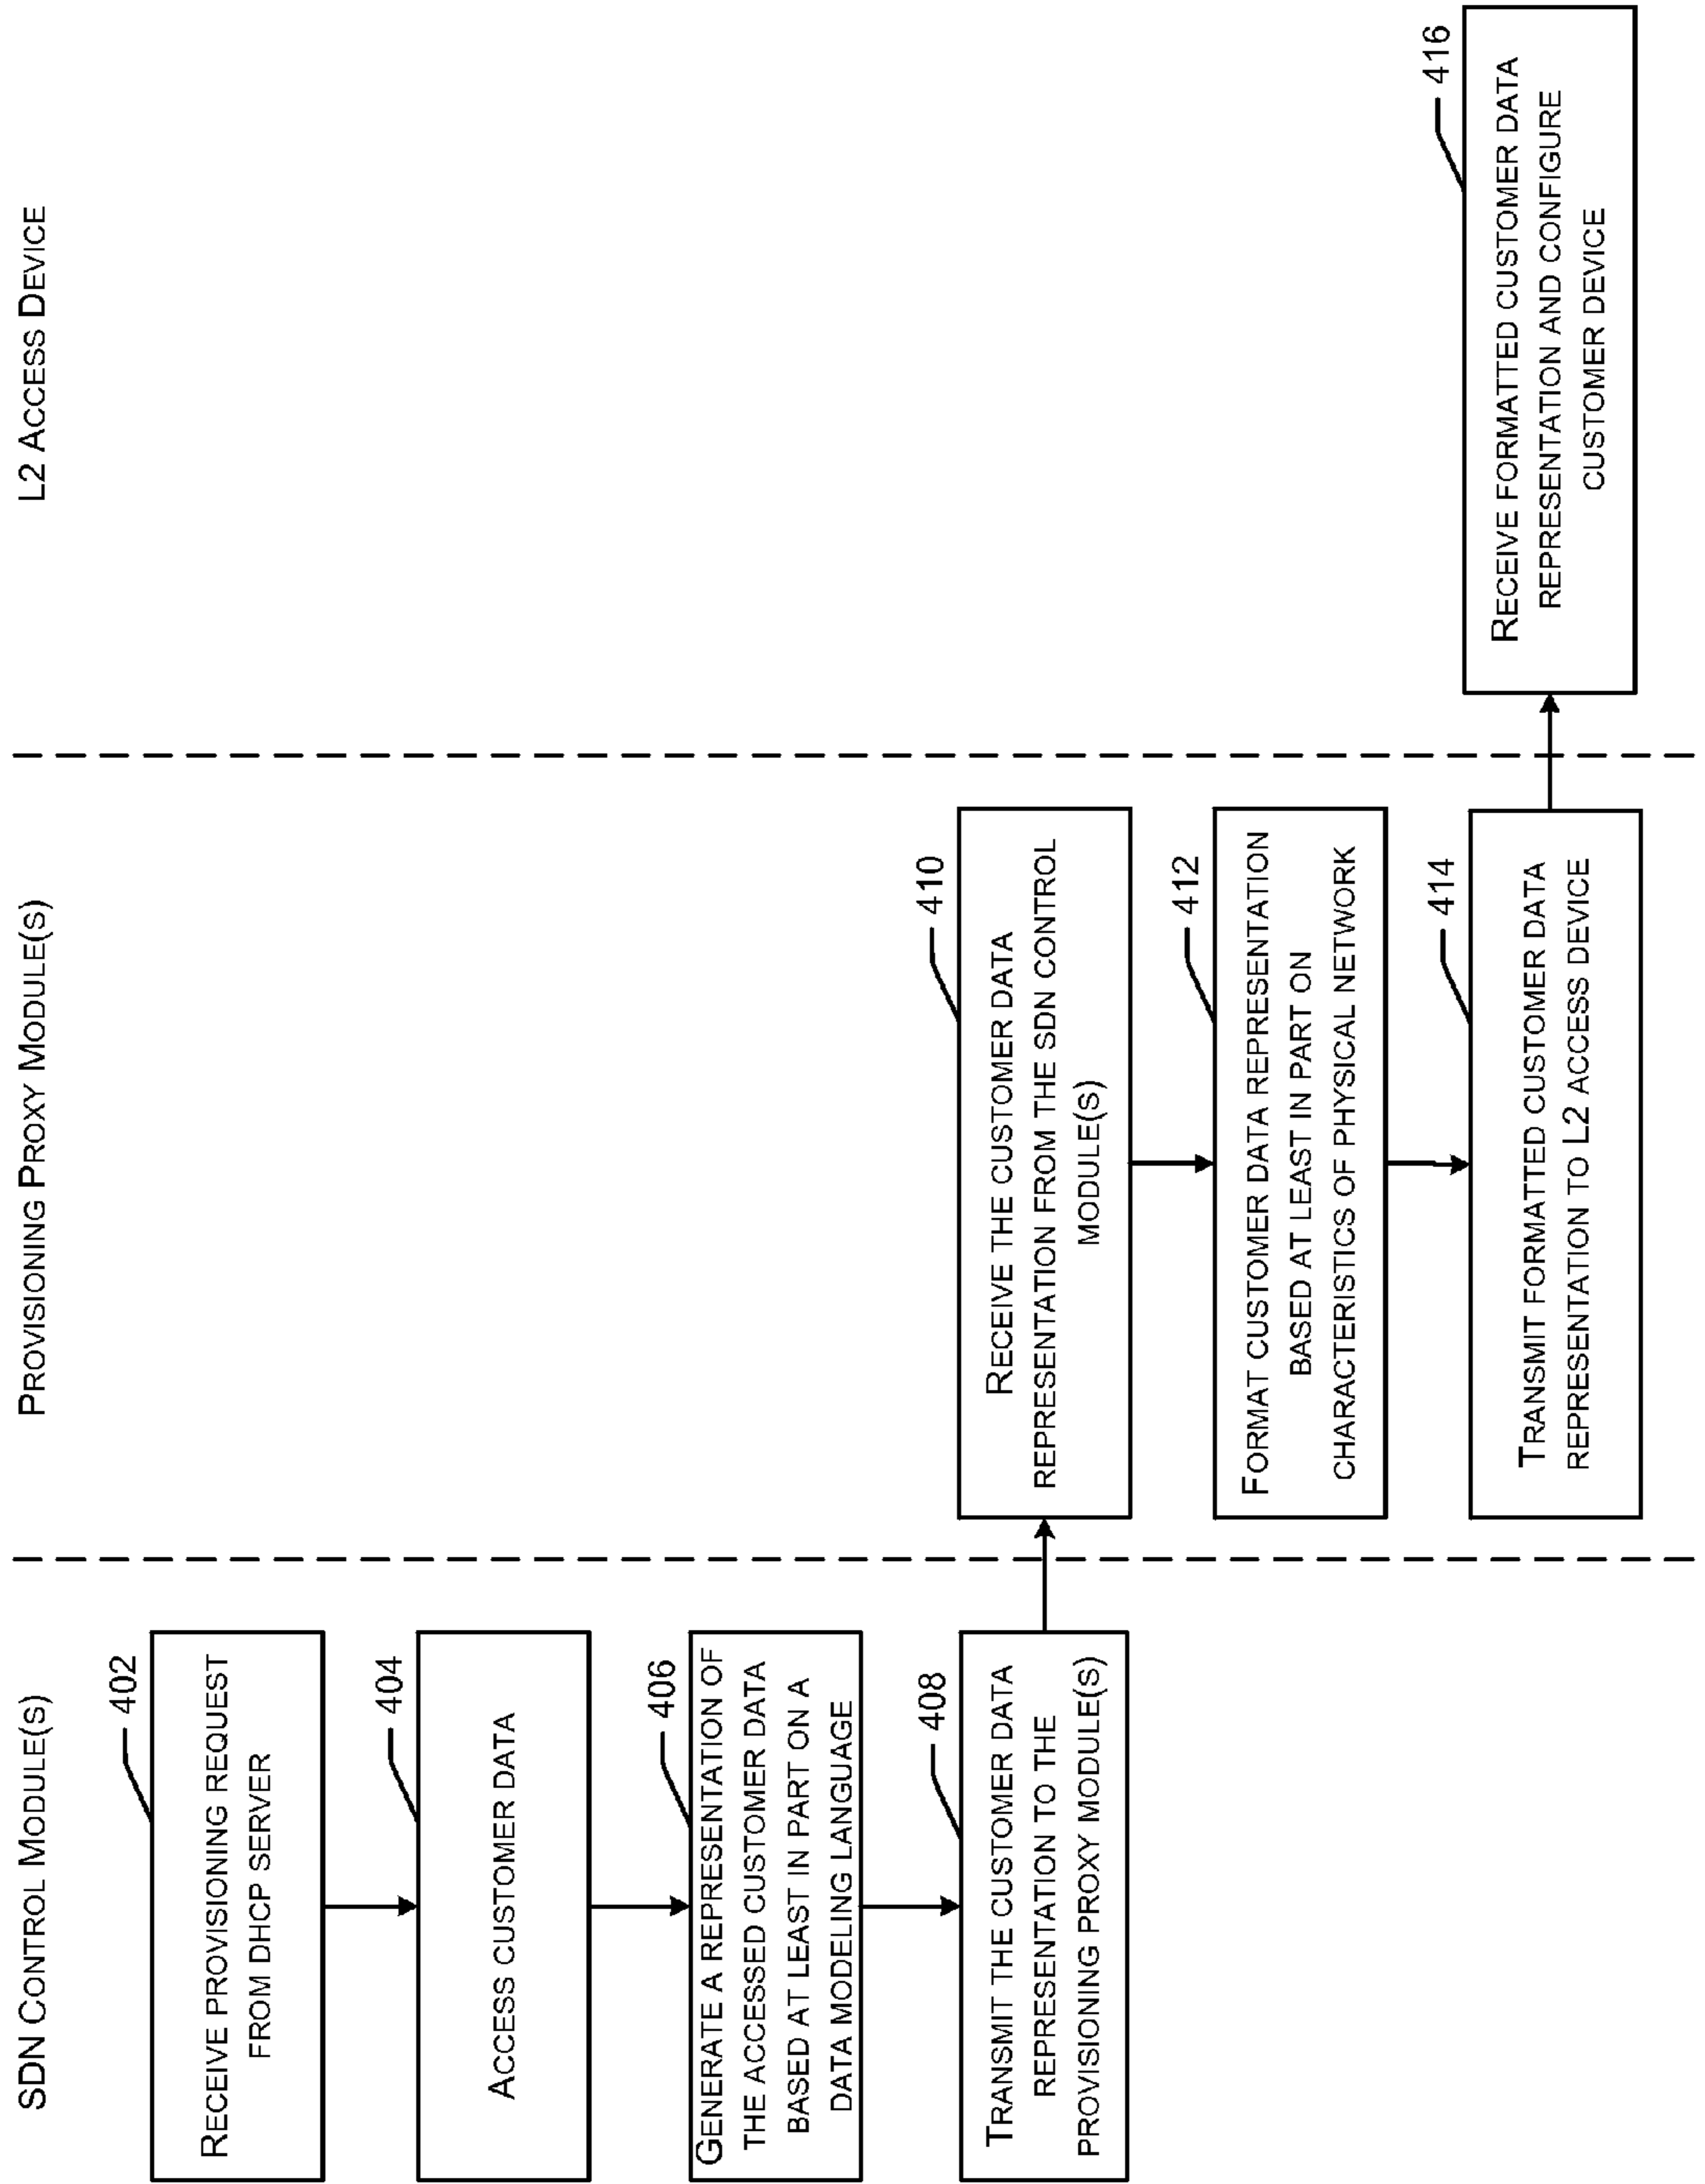 SDN CONTROL MODULE(S)
402
RECEIVE PROVISIONING REQUEST
FROM DHCP SERVER
404
ACCESS CUSTOMER DATA
406
GENERATE A REPRESENTATION OF
THE ACCESSED CUSTOMER DATA
BASED AT LEAST IN PART ON A
DATA MODELING LANGUAGE
408
TRANSMIT THE CUSTOMER DATA
REPRESENTATION TO THE
PROVISIONING PROXY MODULE(S)
PROVISIONING PROXY MODULE(S)
410
RECEIVE THE CUSTOMER DATA
REPRESENTATION FROM THE SDN CONTROL
MODULE(S)
412
FORMAT CUSTOMER DATA REPRESENTATION
BASED AT LEAST IN PART ON
CHARACTERISTICS OF PHYSICAL NETWORK
414
TRANSMIT FORMATTED CUSTOMER DATA
REPRESENTATION TO L2 ACCESS DEVICE
L2 ACCESS DEVICE
416
RECEIVE FORMATTED CUSTOMER DATA
REPRESENTATION AND CONFIGURE
CUSTOMER DEVICE